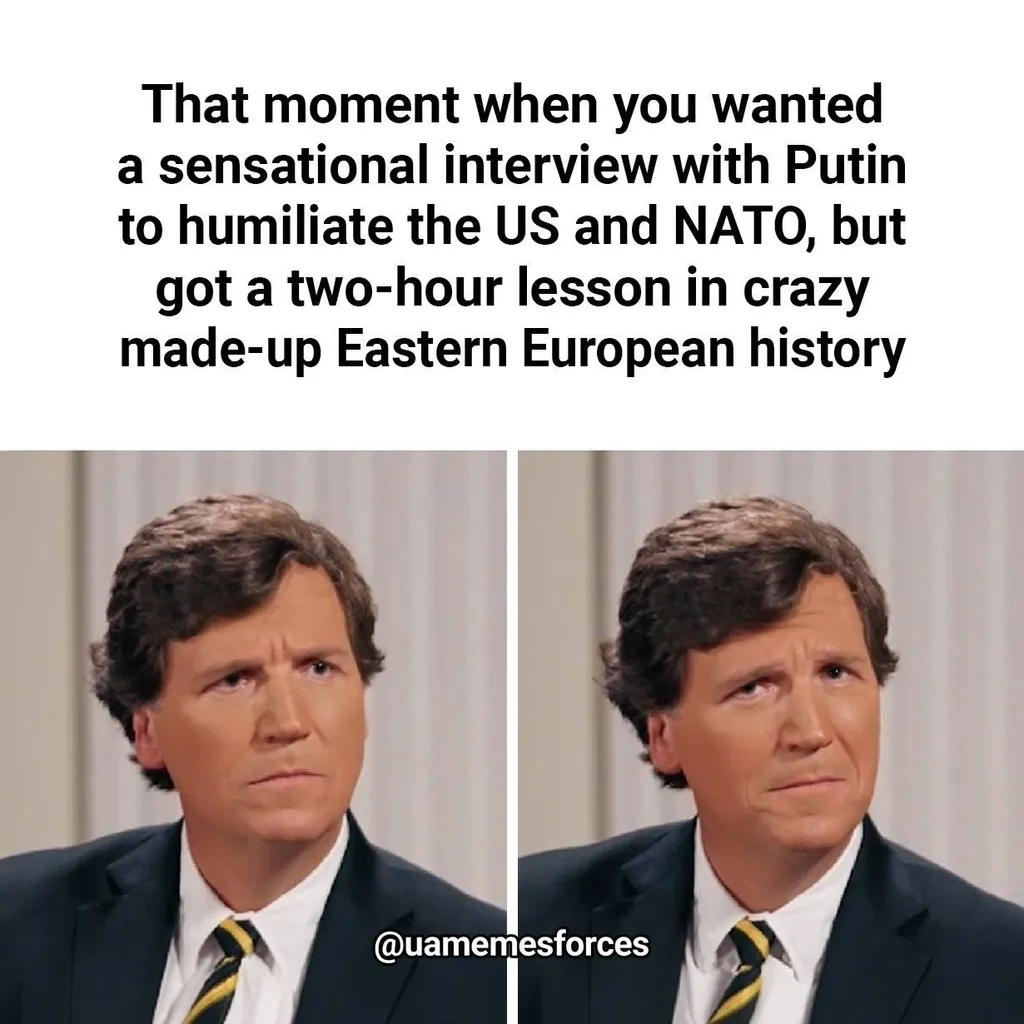 That moment when you wanted
a sensational interview with Putin
to humiliate the US and NATO, but
got a two-hour lesson in crazy
made-up Eastern European history
@uamemesforces